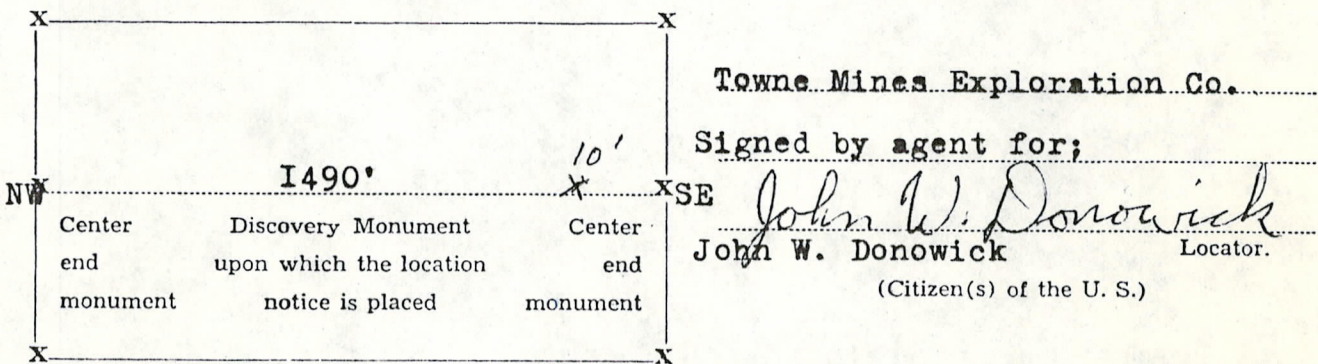 X X
I490' 10'
NW X X X SE
Center Discovery Monument Center
end upon which the location end
monument notice is placed monument
X X
Towne Mines Exploration Co.
Signed by agent for;
John W. Donowick
John W. Donowick Locator.
(Citizen(s) of the U. S.)